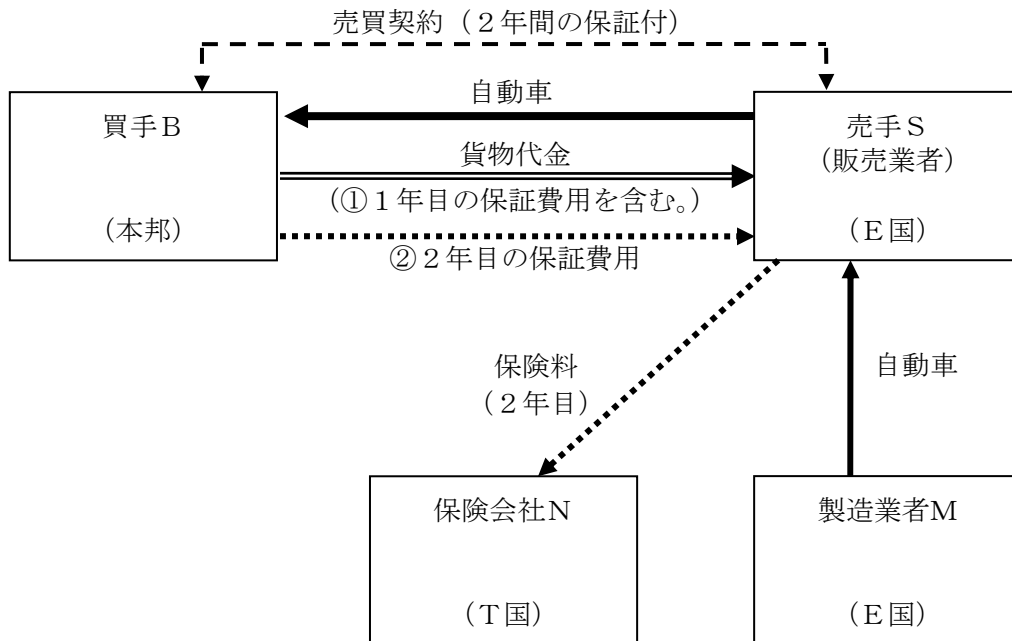 売買契約（２年間の保証付）
買手Ｂ
（本邦）
自動車
貨物代金
（①１年目の保証費用を含む。）
②２年目の保証費用
売手Ｓ
（販売業者）
（Ｅ国）
保険料
（２年目）
自動車
保険会社Ｎ
（Ｔ国）
製造業者Ｍ
（Ｅ国）